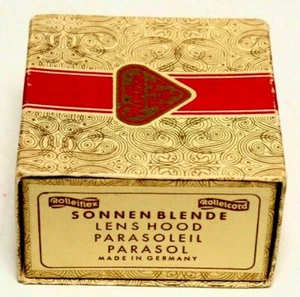 Rolleiflex Rolleicord
SONNENBLENDE
LENS HOOD
PARASOLEIL
PARASOL
MADE IN GERMANY